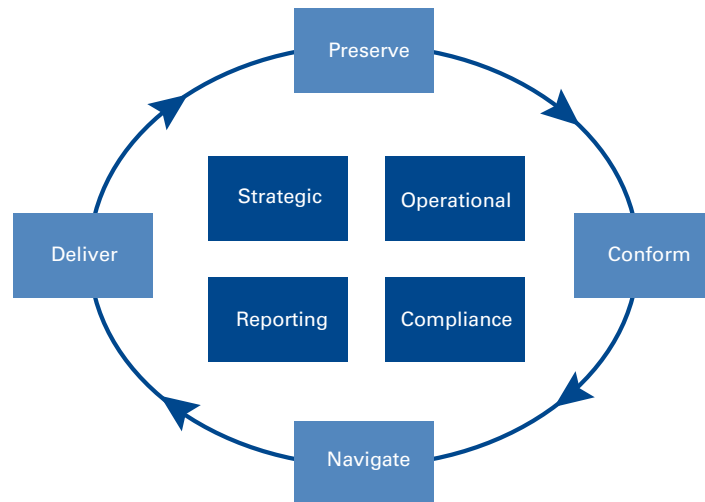 Preserve
Strategic
Operational
Deliver
Conform
Reporting
Compliance
Navigate